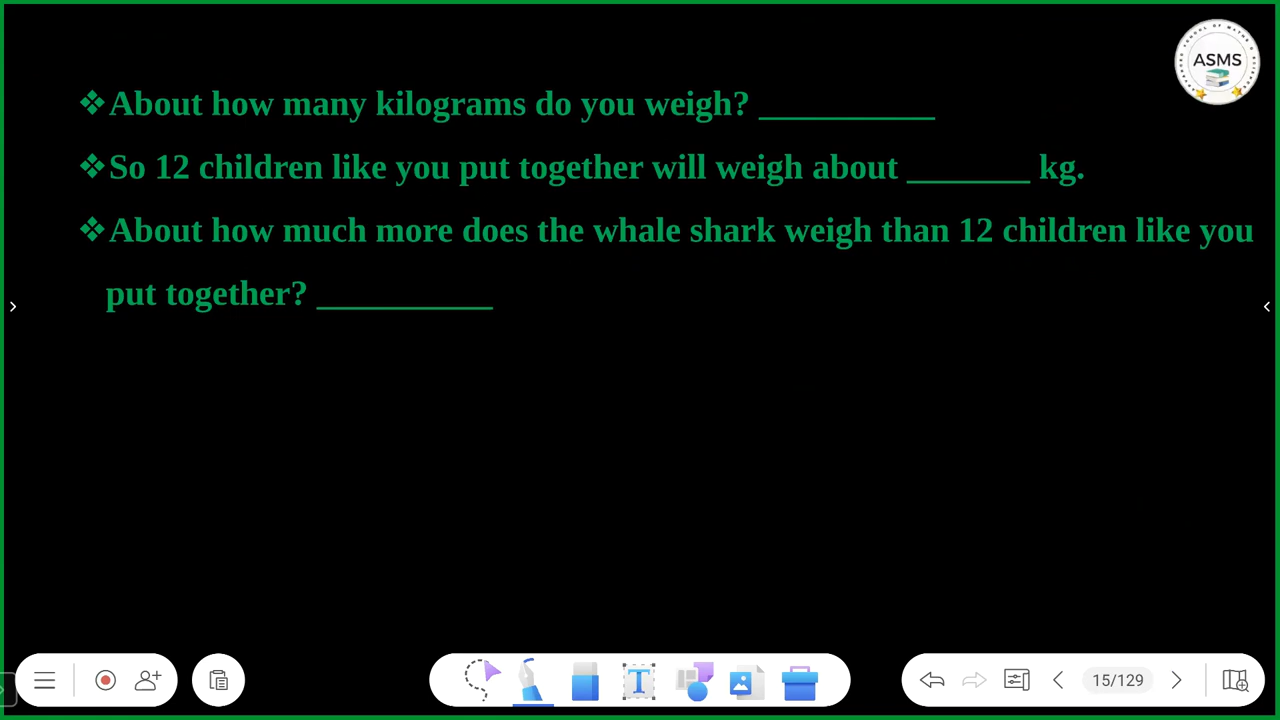 ASMS
❖About how many kilograms do you weigh? __________
❖So 12 children like you put together will weigh about _______ kg.
❖About how much more does the whale shark weigh than 12 children like you
put together? __________
15/129